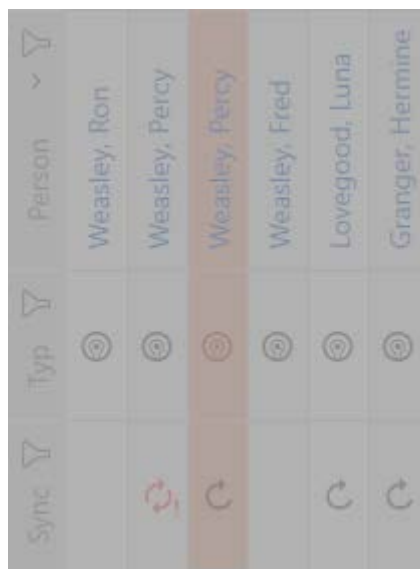 Sync Typ Person
Weasley, Ron
Weasley, Percy
Weasley, Percy
Weasley, Fred
Lovegood, Luna
Granger, Hermine